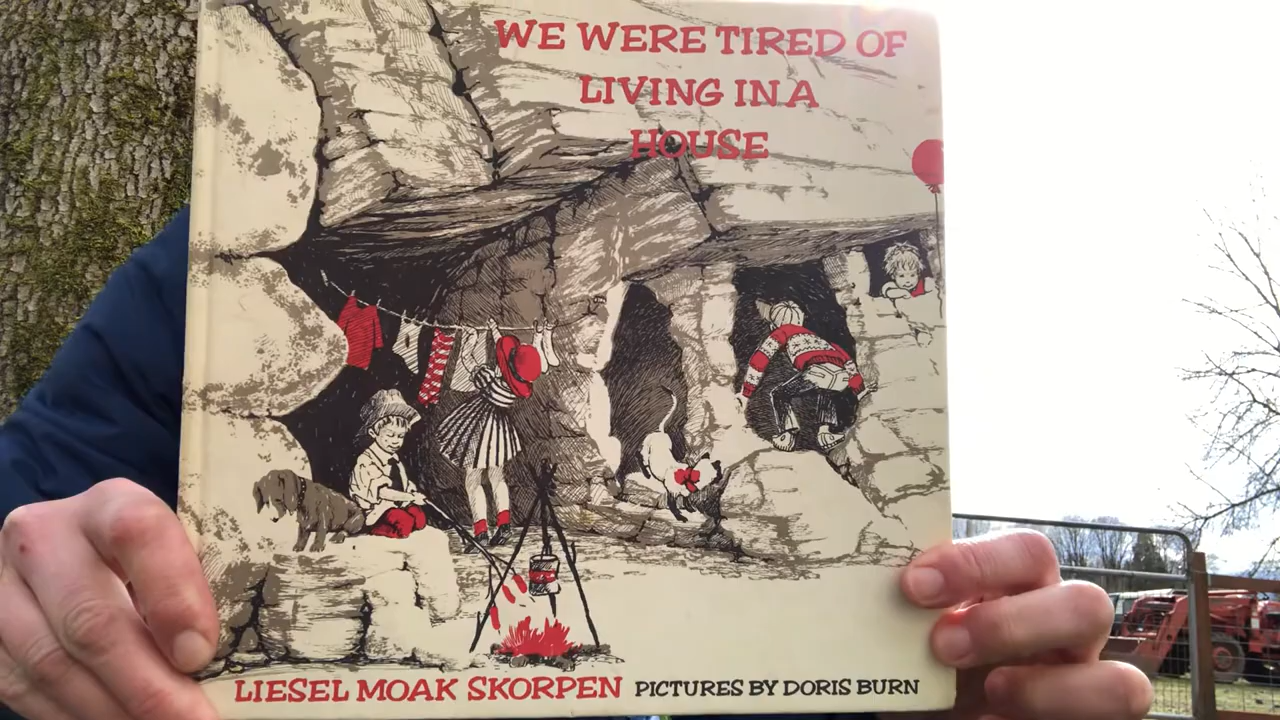 WE WERE TIRED OF
LIVING IN A
HOUSE
LIESEL MOAK SKORPEN PICTURES BY DORIS BURN